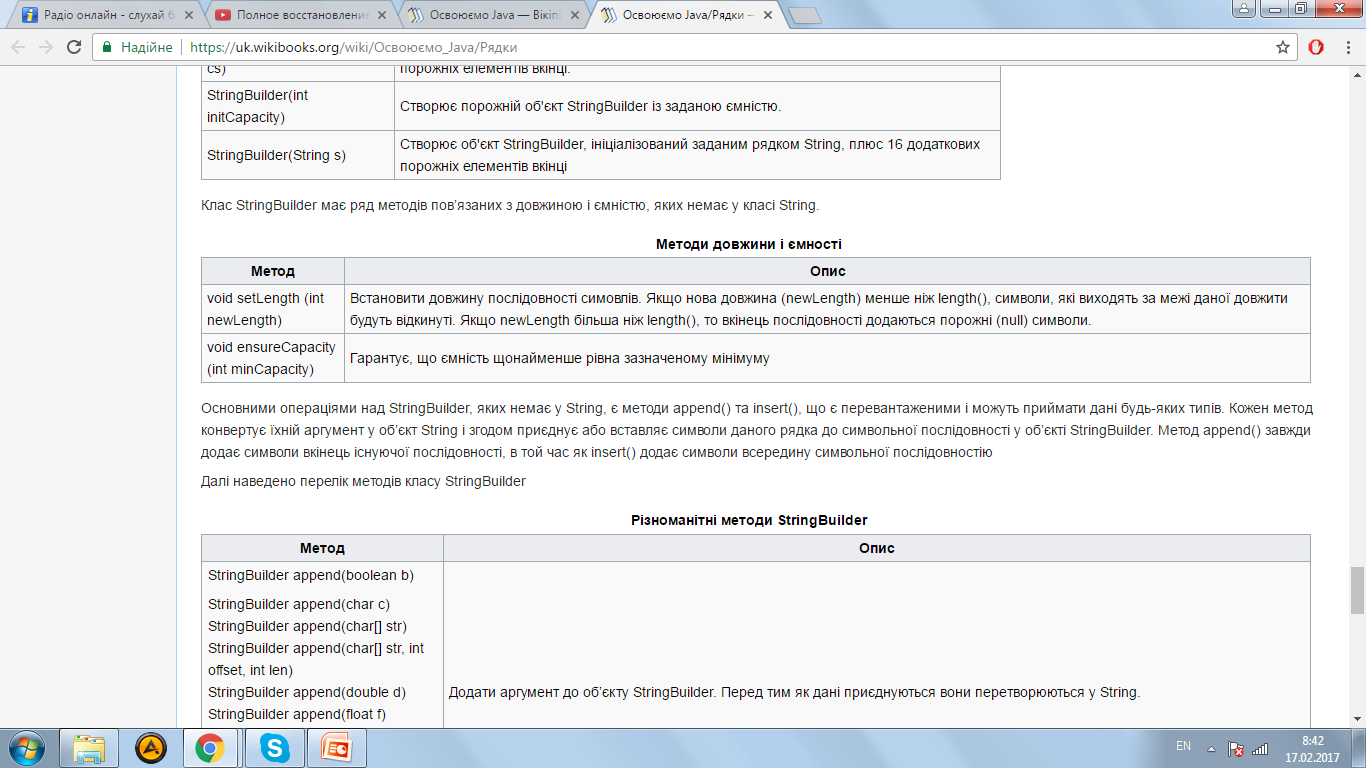 Радіо онлайн - слухай б
Полное восстановление
Освоюємо Java — Вікіпі
Освоюємо Java/Рядки —
Надійне
https://uk.wikibooks.org/wiki/Освоюємо_Java/Рядки
cs)
порожніх елементів вкінці.
StringBuilder(int
initCapacity)
Створює порожній об'єкт StringBuilder із заданою ємністю.
StringBuilder(String s)
Створює об'єкт StringBuilder, ініціалізований заданим рядком String, плюс 16 додаткових
порожніх елементів вкінці
Клас StringBuilder має ряд методів пов’язаних з довжиною і ємністю, яких немає у класі String.
Методи довжини і ємності
Метод
Опис
void setLength (int
newLength)
Встановити довжину послідовності симовлів. Якщо нова довжина (newLength) менше ніж length(), символи, які виходять за межі даної довжити
будуть відкинуті. Якщо newLength більша ніж length(), то вкінець послідовності додаються порожні (null) символи.
void ensureCapacity
(int minCapacity)
Гарантує, що ємність щонайменше рівна зазначеному мінімуму
Основними операціями над StringBuilder, яких немає у String, є методи append() та insert(), що є перевантаженими і можуть приймати дані будь-яких типів. Кожен метод
конвертує їхній аргумент у об’єкт String і згодом приєднує або вставляє символи даного рядка до символьної послідовності у об’єкті StringBuilder. Метод append() завжди
додає символи вкінець існуючої послідовності, в той час як insert() додає символи всередину символьної послідовностію
Далі наведено перелік методів класу StringBuilder
Різноманітні методи StringBuilder
Метод
Опис
StringBuilder append(boolean b)
StringBuilder append(char c)
StringBuilder append(char[] str)
StringBuilder append(char[] str, int
offset, int len)
StringBuilder append(double d)
StringBuilder append(float f)
Додати аргумент до об’єкту StringBuilder. Перед тим як дані приєднуються вони перетворюються у String.
EN
8:42
17.02.2017